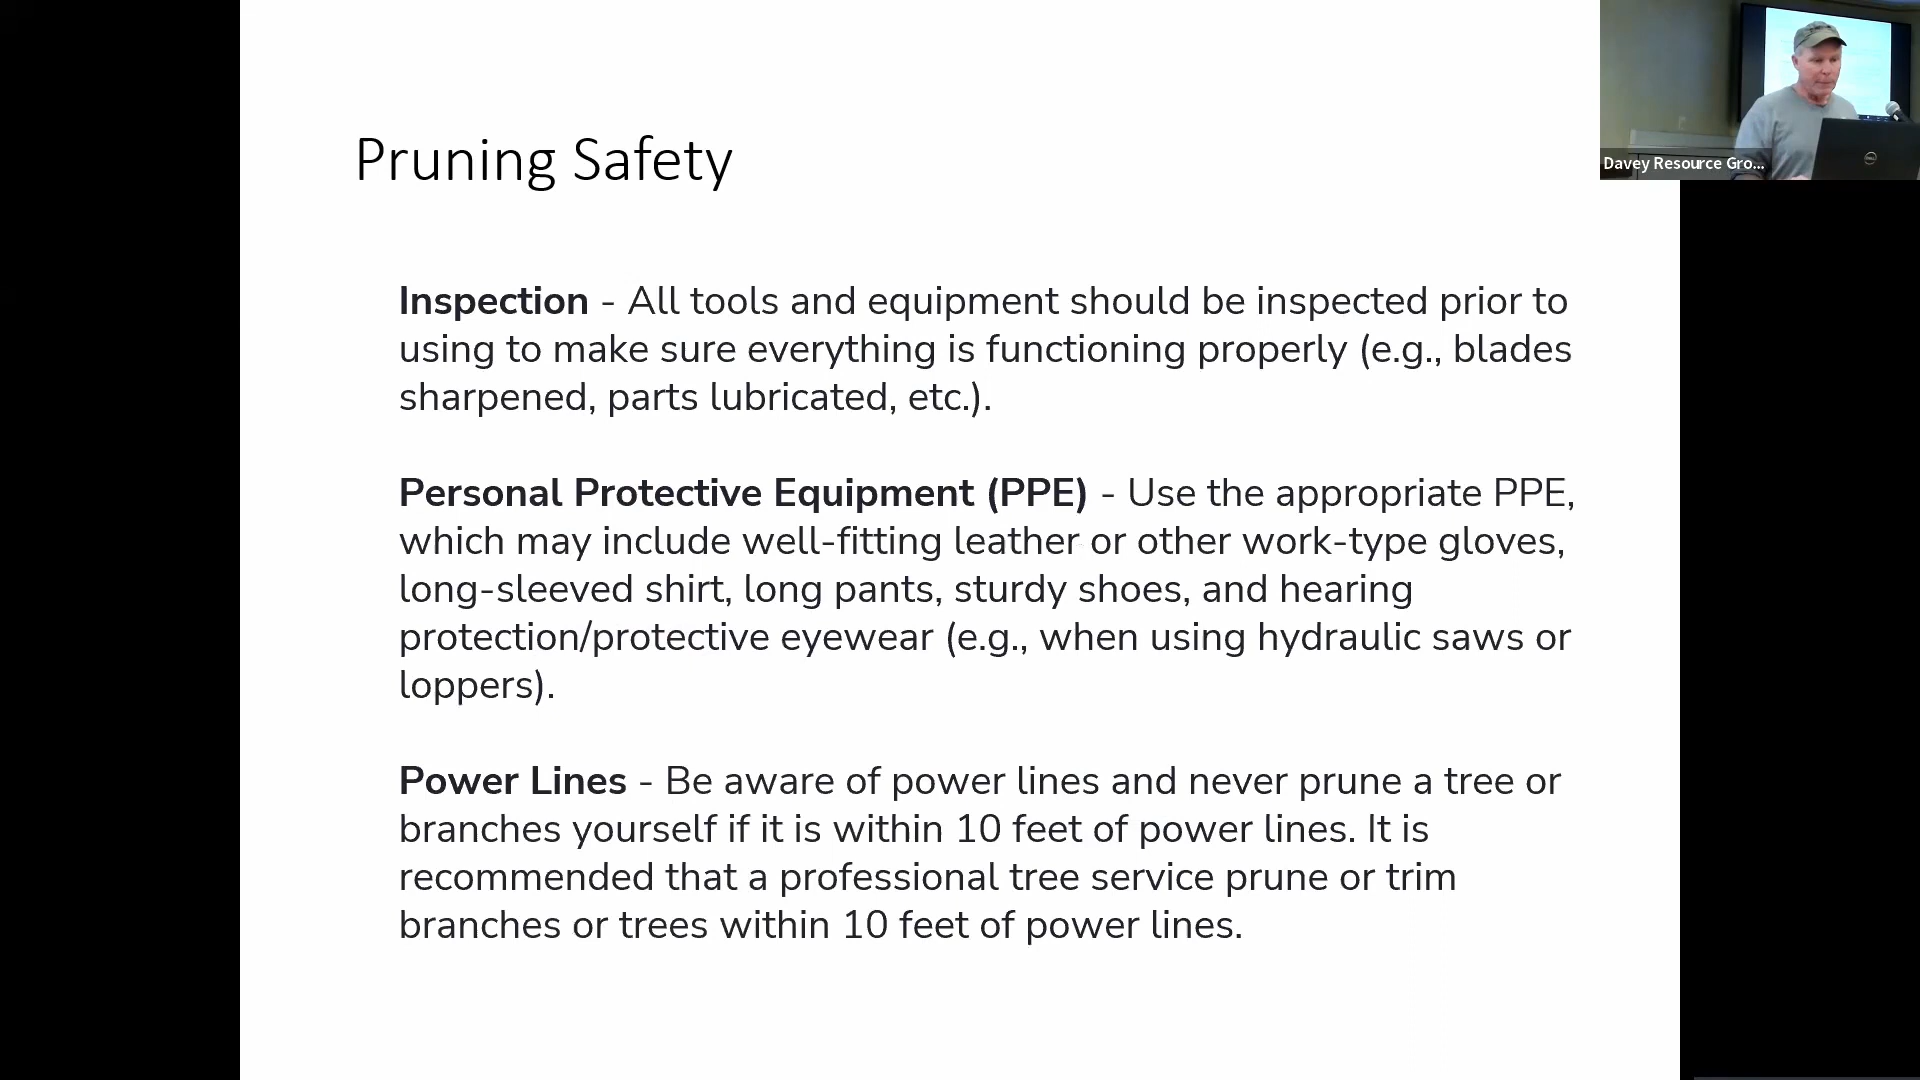 Pruning Safety
Inspection - All tools and equipment should be inspected prior to
using to make sure everything is functioning properly (e.g., blades
sharpened, parts lubricated, etc.).
Personal Protective Equipment (PPE) - Use the appropriate PPE,
which may include well-fitting leather or other work-type gloves,
long-sleeved shirt, long pants, sturdy shoes, and hearing
protection/protective eyewear (e.g., when using hydraulic saws or
loppers).
Power Lines - Be aware of power lines and never prune a tree or
branches yourself if it is within 10 feet of power lines. It is
recommended that a professional tree service prune or trim
branches or trees within 10 feet of power lines.
Davey Resource Gro...